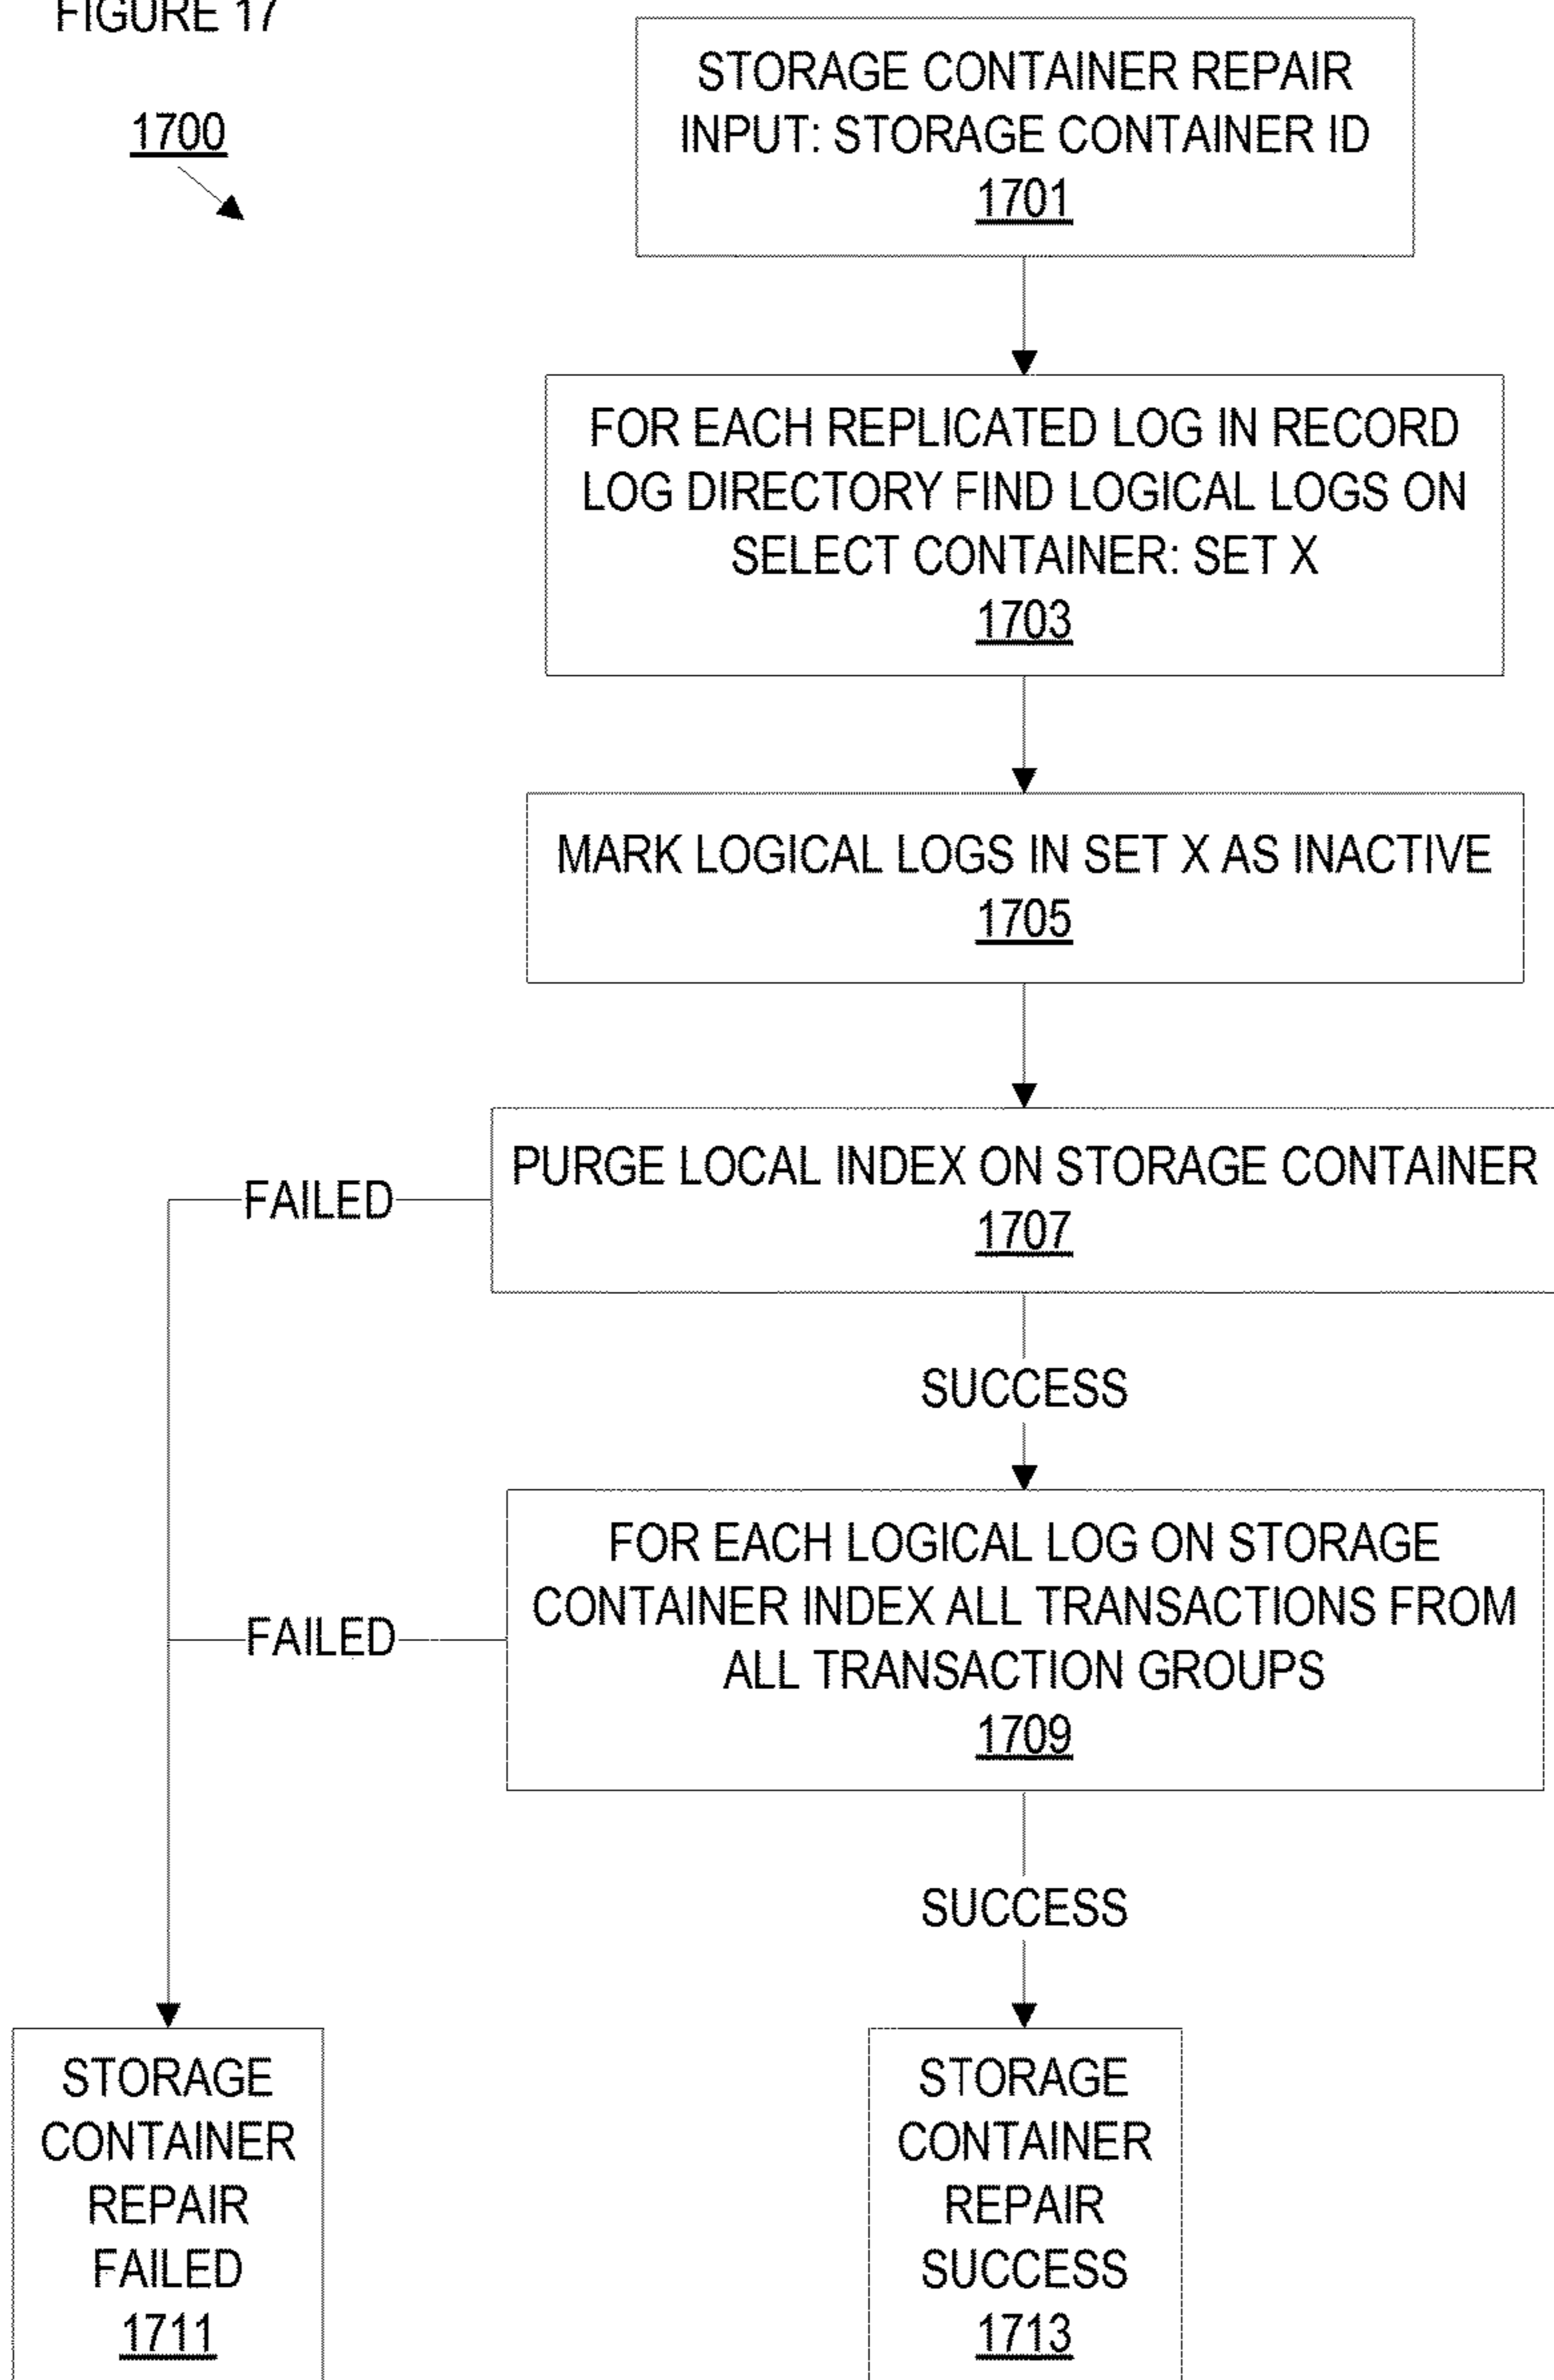 FIGURE 17
1700
STORAGE CONTAINER REPAIR
INPUT: STORAGE CONTAINER ID
1701
FOR EACH REPLICATED LOG IN RECORD
LOG DIRECTORY FIND LOGICAL LOGS ON
SELECT CONTAINER: SET X
1703
MARK LOGICAL LOGS IN SET X AS INACTIVE
1705
PURGE LOCAL INDEX ON STORAGE CONTAINER
1707
FAILED
SUCCESS
FOR EACH LOGICAL LOG ON STORAGE
CONTAINER INDEX ALL TRANSACTIONS FROM
ALL TRANSACTION GROUPS
1709
FAILED
SUCCESS
STORAGE
CONTAINER
REPAIR
FAILED
1711
STORAGE
CONTAINER
REPAIR
SUCCESS
1713